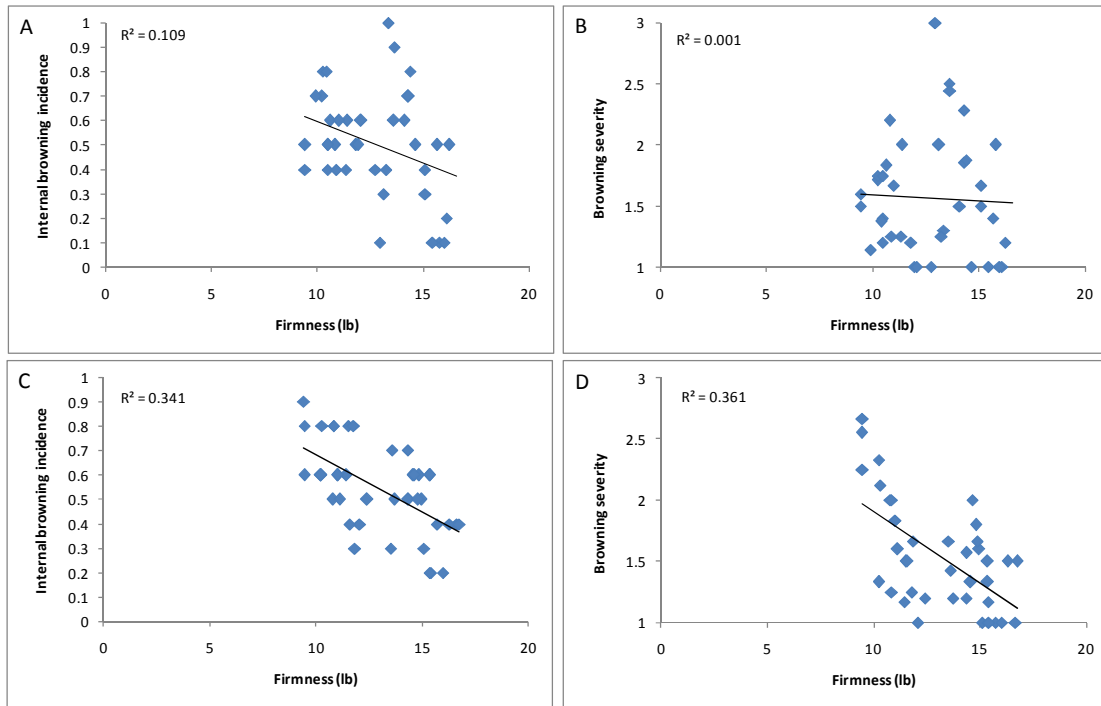 A
R² = 0.109
Internal browning incidence
1
0.9
0.8
0.7
0.6
0.5
0.4
0.3
0.2
0.1
0
0 5 10 15 20
Firmness (lb)
B
R² = 0.001
Browning severity
3
2.5
2
1.5
1
0 5 10 15 20
Firmness (lb)
C
R² = 0.341
Internal browning incidence
1
0.9
0.8
0.7
0.6
0.5
0.4
0.3
0.2
0.1
0
0 5 10 15 20
Firmness (lb)
D
R² = 0.361
Browning severity
3
2.5
2
1.5
1
0 5 10 15 20
Firmness (lb)